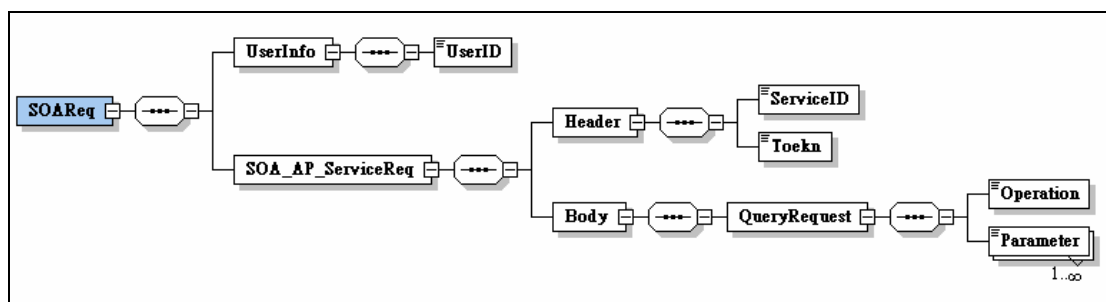 SOAReq
UserInfo
UserID
SOA_AP_ServiceReq
Header
ServiceID
Toekn
Body
QueryRequest
Operation
Parameter
1..∞